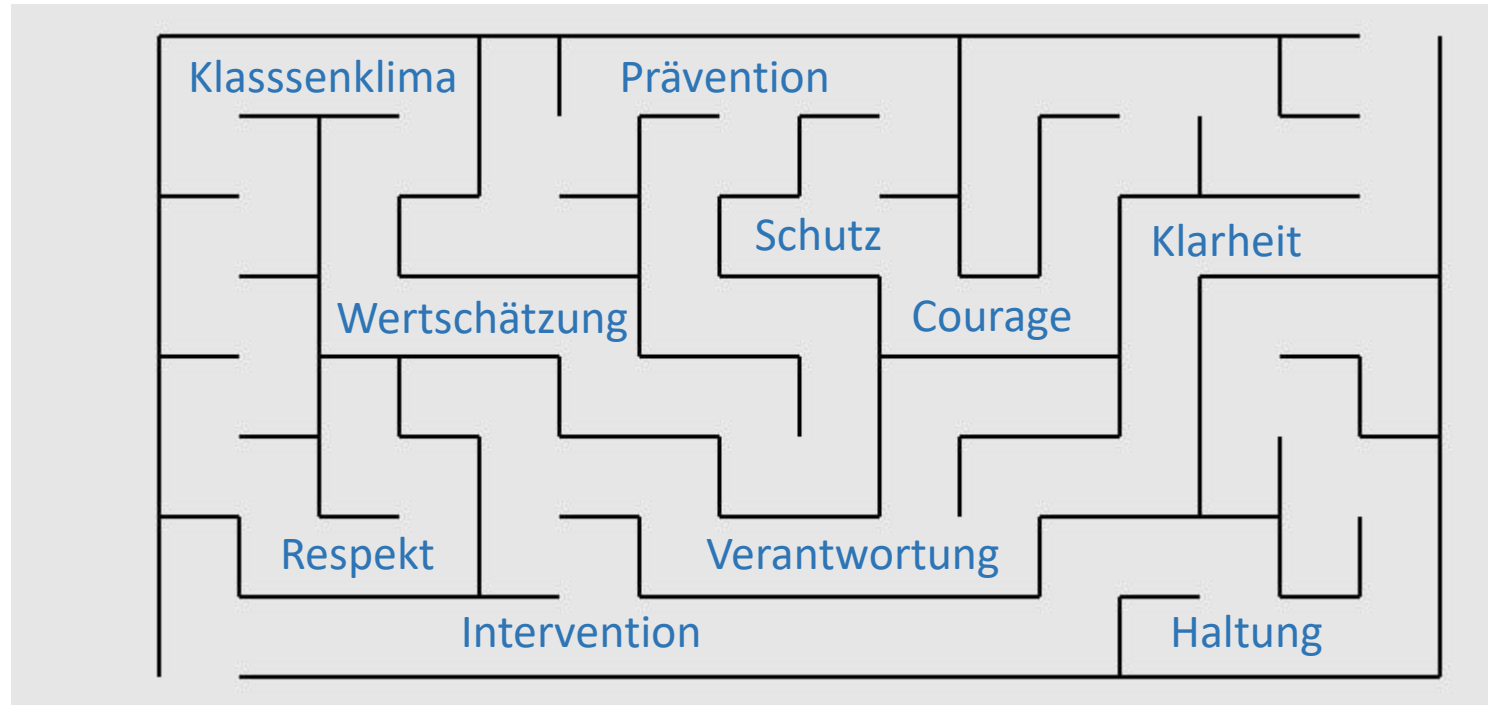 Klasssenklima
Prävention
Schutz
Klarheit
Wertschätzung
Courage
Respekt
Verantwortung
Intervention
Haltung